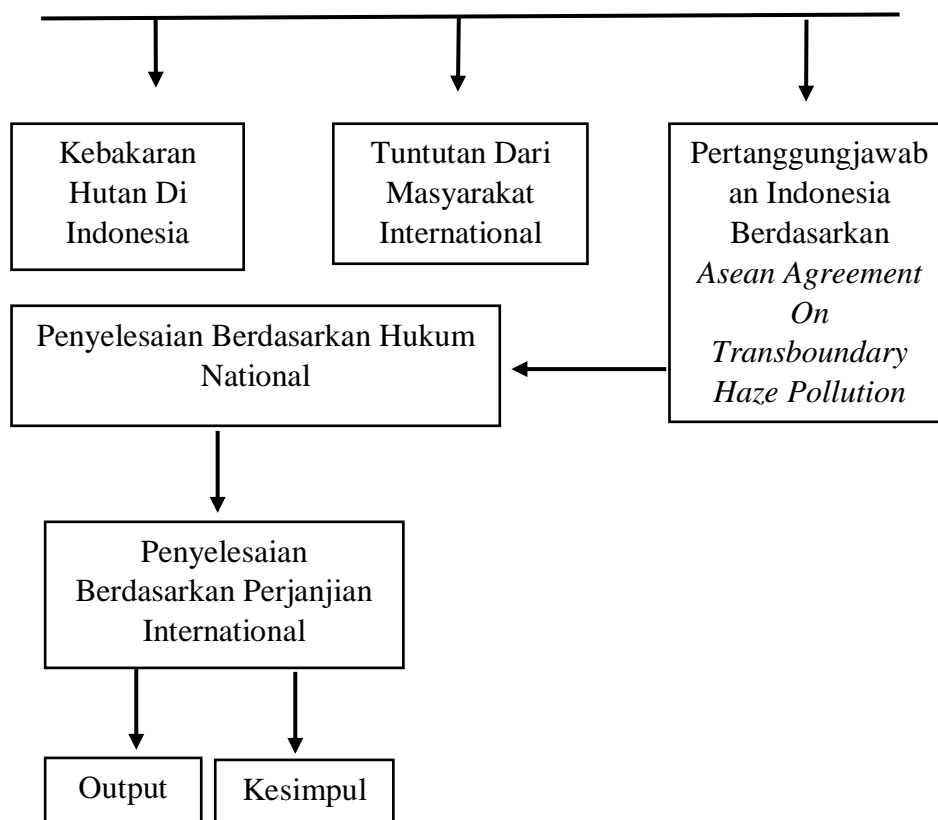 Kebakaran
Hutan Di
Indonesia
Tuntutan Dari
Masyarakat
International
Pertanggungjawab
an Indonesia
Berdasarkan
Asean Agreement
On
Transboundary
Haze Pollution
Penyelesaian Berdasarkan Hukum
National
Penyelesaian
Berdasarkan Perjanjian
International
Output
Kesimpul